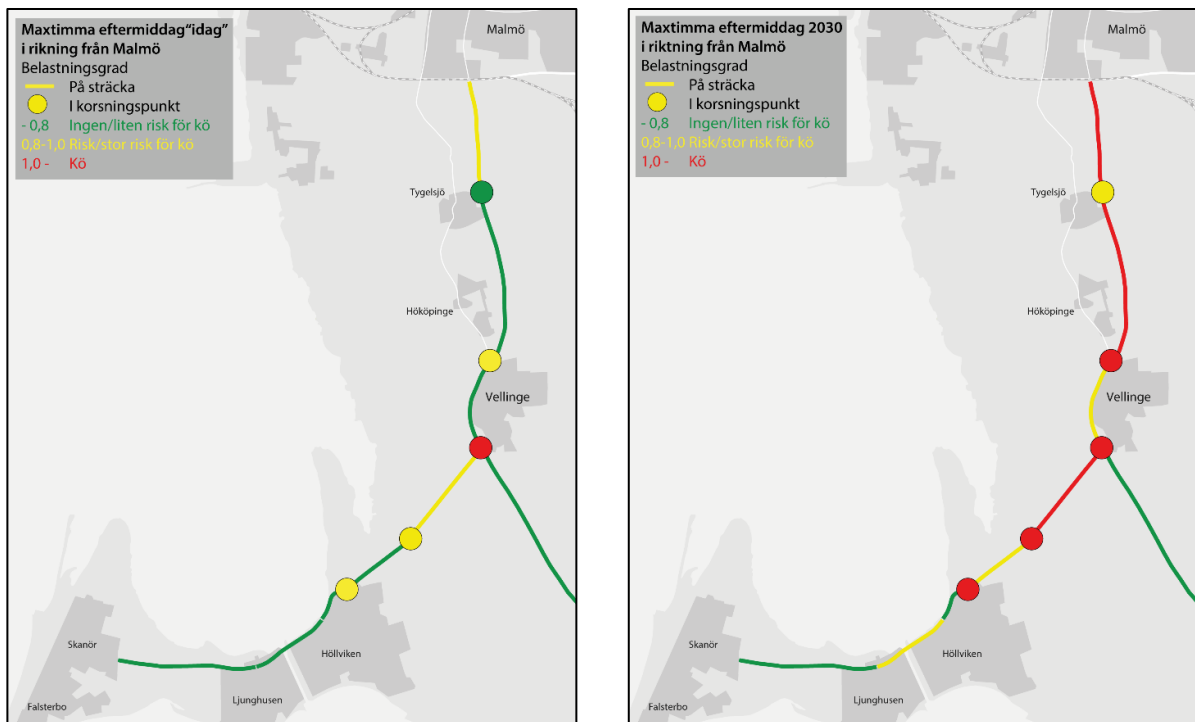 Maxtimma eftermiddag"idag"
i rikning från Malmö
Belastningsgrad
På sträcka
I korsningspunkt
- 0,8 Ingen/liten risk för kö
0,8-1,0 Risk/stor risk för kö
1,0 - Kö
Malmö
Tygelsjö
Hököpinge
Vellinge
Skanör
Höllviken
Ljunghusen
Falsterbo
Maxtimma eftermiddag 2030
i riktning från Malmö
Belastningsgrad
På sträcka
I korsningspunkt
- 0,8 Ingen/liten risk för kö
0,8-1,0 Risk/stor risk för kö
1,0 - Kö
Malmö
Tygelsjö
Hököpinge
Vellinge
Skanör
Höllviken
Ljunghusen
Falsterbo